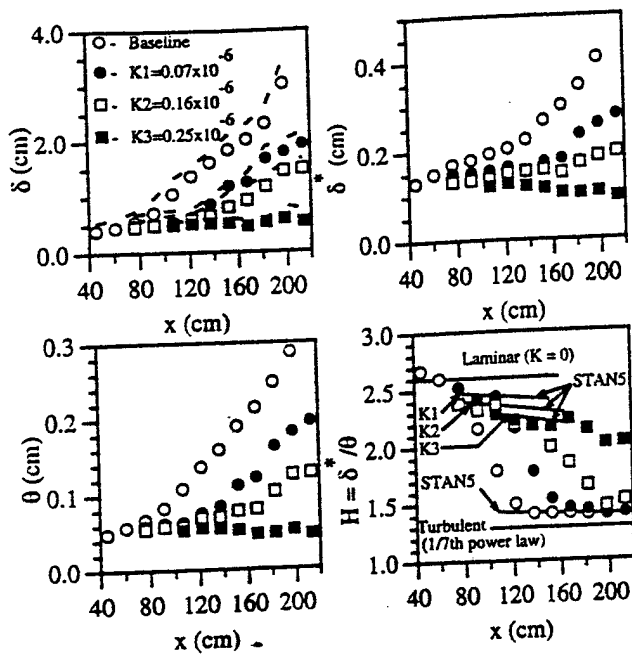 4.0
2.0
0.0
δ (cm)
Baseline
K1=0.07x10-6
K2=0.16x10-6
K3=0.25x10-6
40 80 120 160 200
x (cm)
0.4
0.2
0.0
δ* (cm)
40 80 120 160 200
x (cm)
0.3
0.2
0.1
0.0
θ (cm)
40 80 120 160 200
x (cm)
3.0
2.5
2.0
1.5
1.0
H = δ*/θ
Laminar (K = 0)
STAN5
K1
K2
K3
STAN5
Turbulent
(1/7th power law)
40 80 120 160 200
x (cm)